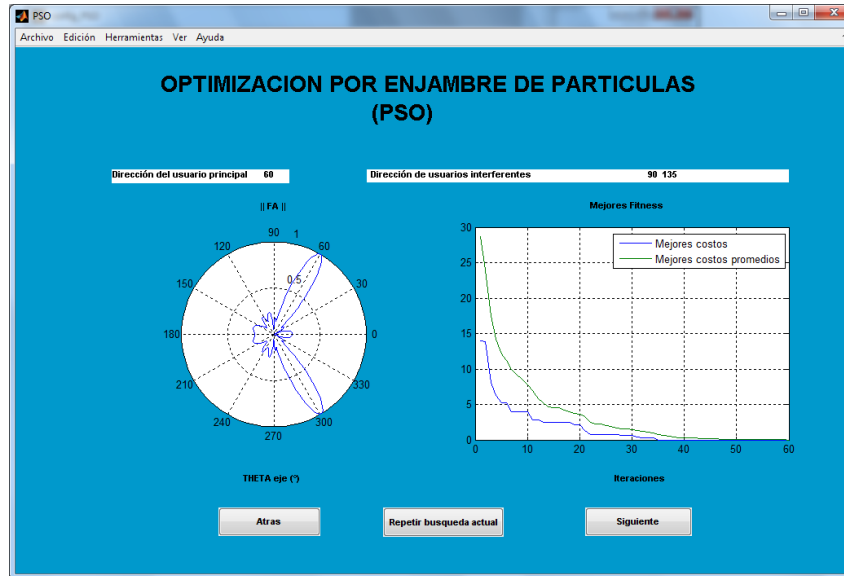 PSO
Archivo Edición Herramientas Ver Ayuda
OPTIMIZACION POR ENJAMBRE DE PARTICULAS
(PSO)
Dirección del usuario principal 60
Dirección de usuarios interferentes 90 135
|| FA ||
90 1
120 60
0.5
150 30
180 0
210 330
240 300
270
THETA eje (º)
Mejores Fitness
Mejores costos
Mejores costos promedios
30
25
20
15
10
5
0
0 10 20 30 40 50 60
Iteraciones
Atras
Repetir busqueda actual
Siguiente